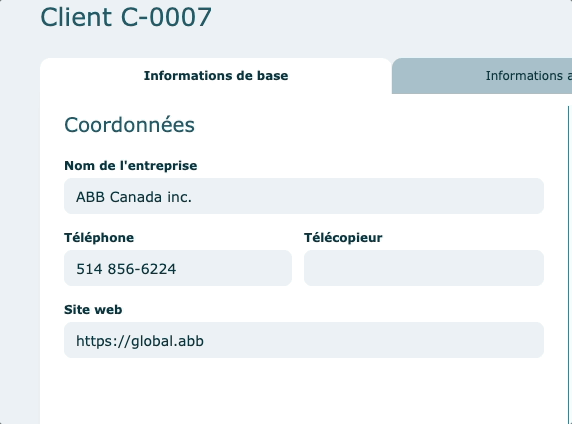 Client C-0007
Informations de base
Informations
Coordonnées
Nom de l'entreprise
ABB Canada inc.
Téléphone
Télécopieur
514 856-6224
Site web
https://global.abb